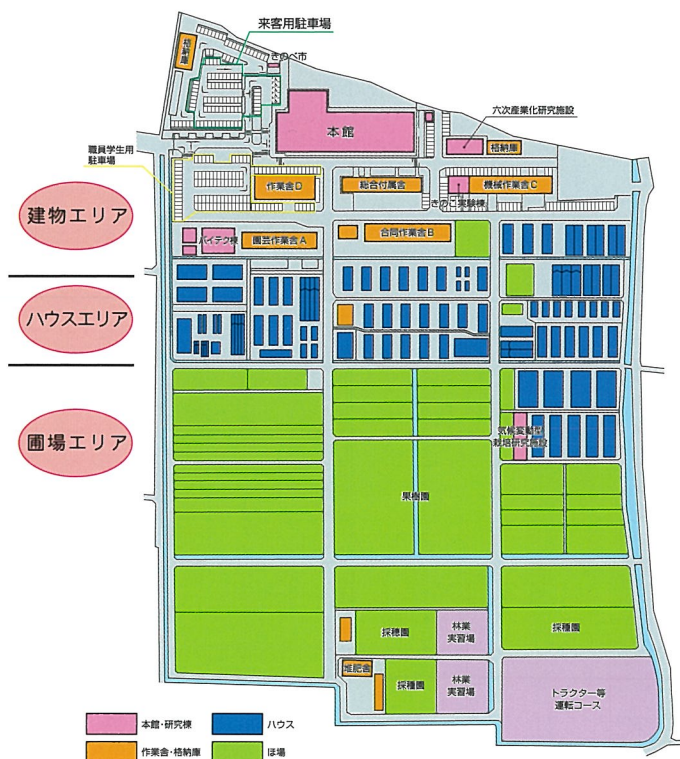 来客用駐車場
格納庫
きのべ市
本館
六次産業化研究施設
格納庫
職員学生用
駐車場
作業舎D
総合付属舎
機械作業舎C
きのこ実験棟
建物エリア
バイテク棟
園芸作業舎A
合同作業舎B
ハウスエリア
圃場エリア
気候変動型
栽培研究施設
果樹園
採穂園
林業
実習場
採種園
堆肥舎
採種園
林業
実習場
トラクター等
運転コース
本館・研究棟
ハウス
作業舎・格納庫
ほ場